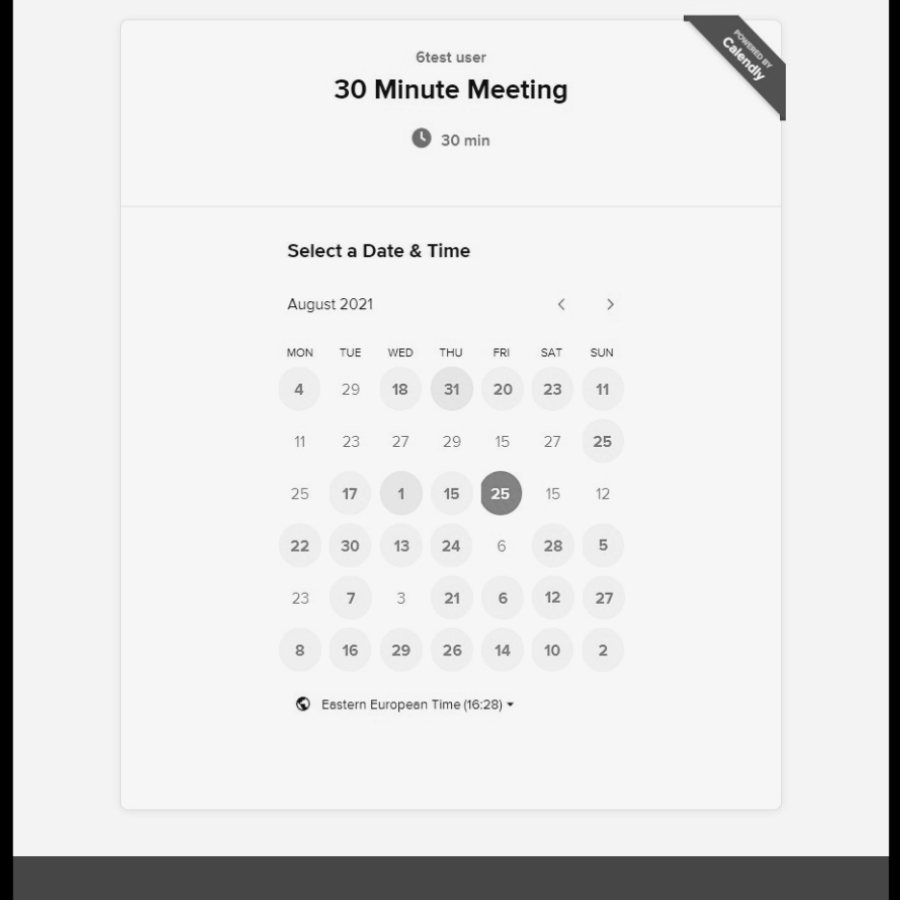 POWERED BY
Calendly
6test user
30 Minute Meeting
30 min
Select a Date & Time
August 2021
MON TUE WED THU FRI SAT SUN
4 29 18 31 20 23 11
11 23 27 29 15 27 25
25 17 1 15 25 15 12
22 30 13 24 6 28 5
23 7 3 21 6 12 27
8 16 29 26 14 10 2
Eastern European Time (16:28)